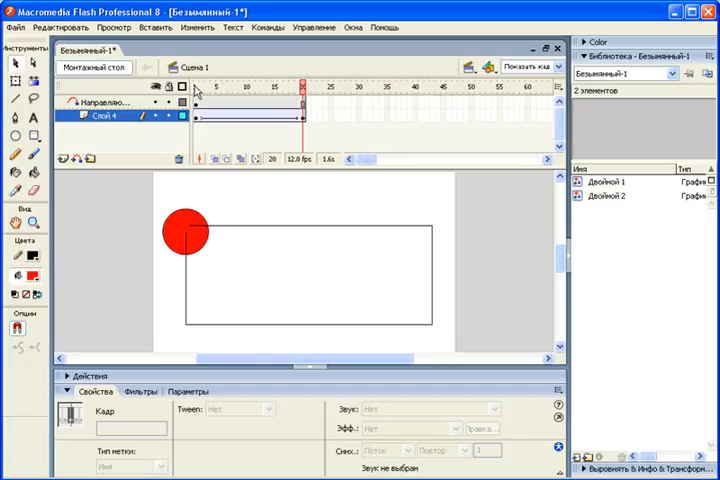 Macromedia Flash Professional 8 - [Безымянный-1*]
Файл Редактировать Просмотр Вставить Изменить Текст Команды Управление Окно Помощь
Инструменты
Безымянный-1*
Монтажный стол
Сцена 1
Показать кар
5 10 15 20 25 30 35 40 45 50 55 60
Направляю...
Слой 4
20 12.0 fps 1.6s
Вид
Цвета
Опции
Color
Библиотека - Безымянный-1
Безымянный-1
2 элементов
Имя Тип
Двойной 1 Графи
Двойной 2 Графи
Действия
Свойства Фильтры Параметры
Кадр
Tween: Нет
Звук: Нет
Эфф.: Нет Правка...
Тип метки:
Имя
Синх.: Поток Повтор 1
Звук не выбран
Выровнять & Инфо & Трансформ